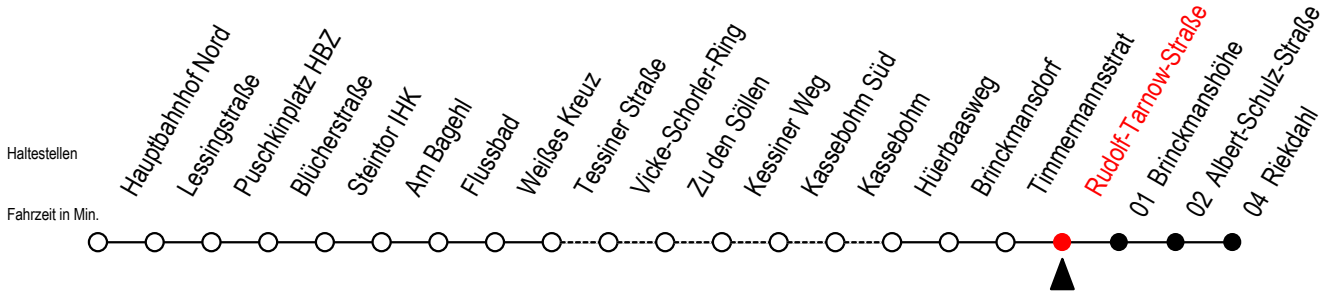 Haltestellen
Fahrzeit in Min.
Hauptbahnhof Nord
Lessingstraße
Puschkinplatz HBZ
Blücherstraße
Steintor IHK
Am Bagehl
Flussbad
Weißes Kreuz
Tessiner Straße
Vicke-Schorler-Ring
Zu den Söllen
Kessiner Weg
Kassebohm Süd
Kassebohm
Hüerbaasweg
Brinckmansdorf
Timmermannsstrat
Rudolf-Tarnow-Straße
01 Brinckmanshöhe
02 Albert-Schulz-Straße
04 Riekdahl